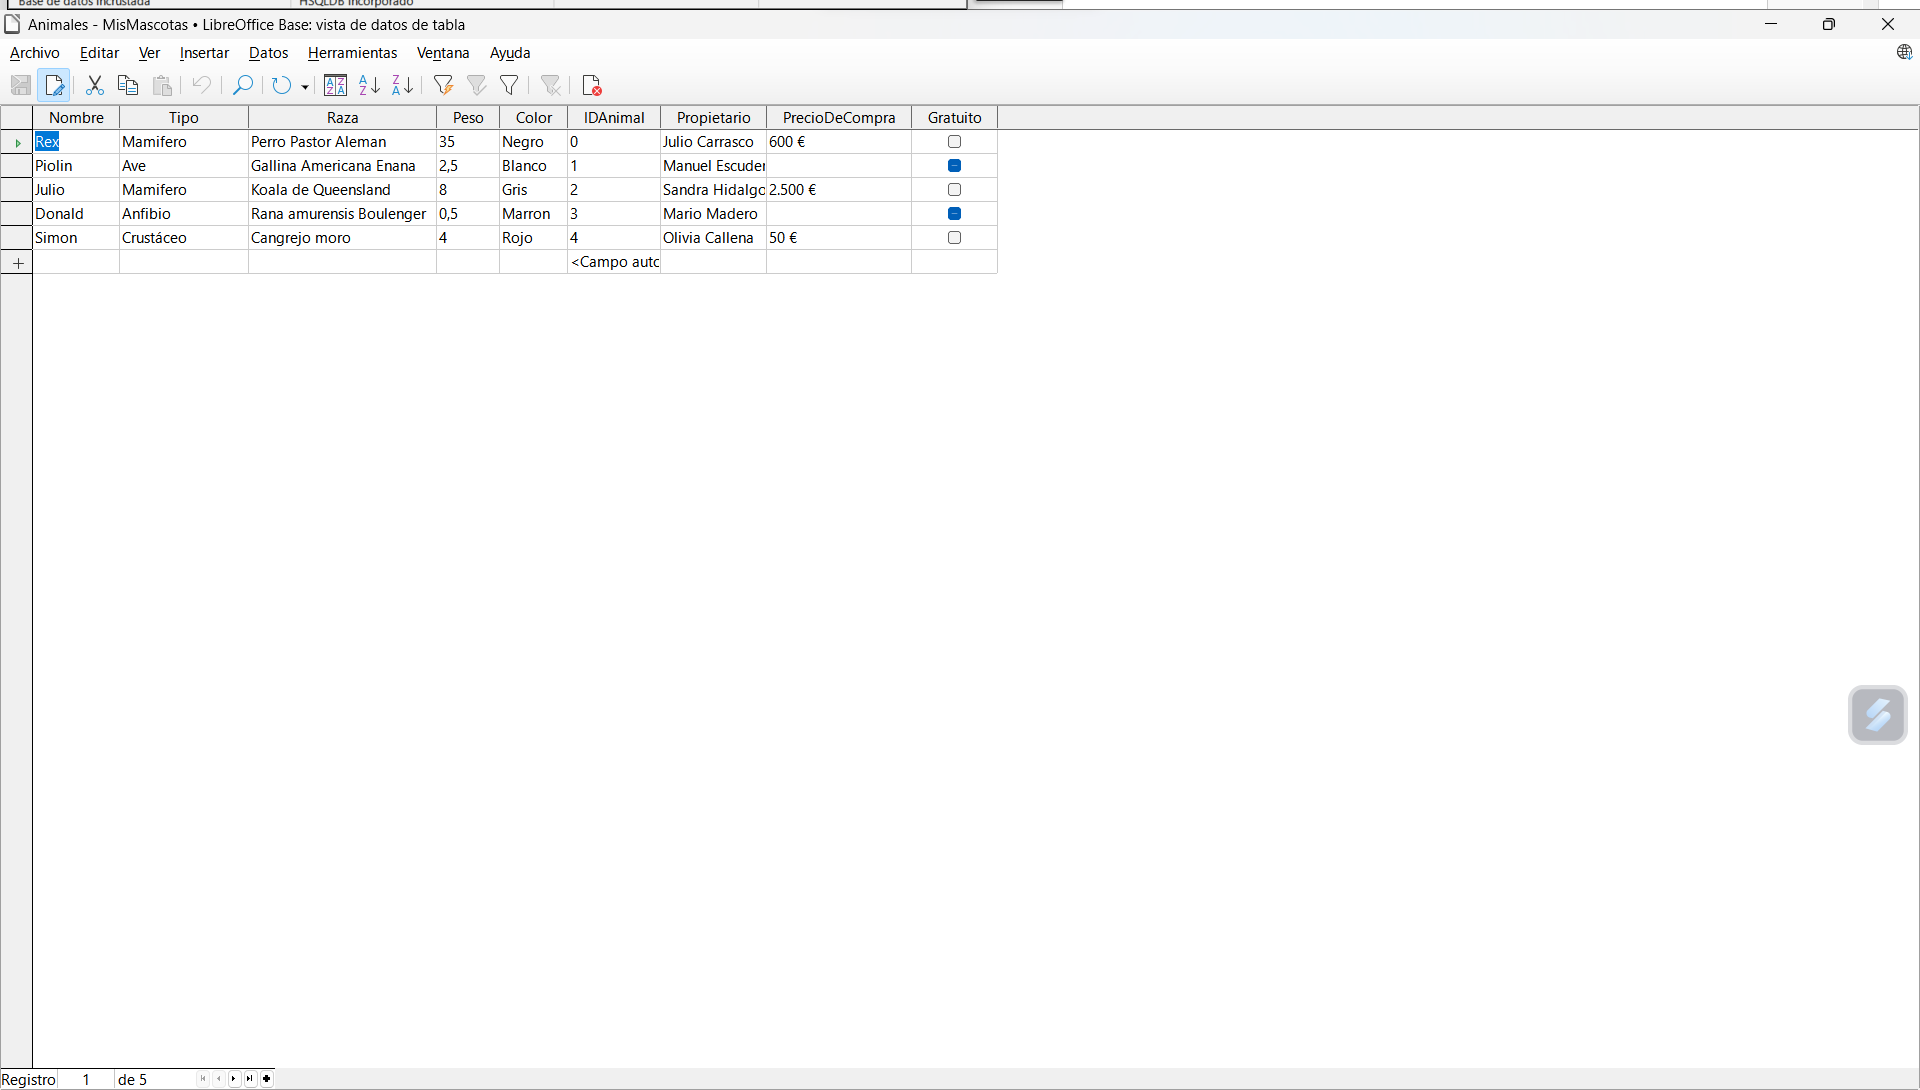 Base de datos incrustada HSQLDB incorporado
Animales - MisMascotas • LibreOffice Base: vista de datos de tabla
Archivo Editar Ver Insertar Datos Herramientas Ventana Ayuda
Nombre Tipo Raza Peso Color IDAnimal Propietario PrecioDeCompra Gratuito
Rex Mamifero Perro Pastor Aleman 35 Negro 0 Julio Carrasco 600 €
Piolin Ave Gallina Americana Enana 2,5 Blanco 1 Manuel Escuder
Julio Mamifero Koala de Queensland 8 Gris 2 Sandra Hidalgo 2.500 €
Donald Anfibio Rana amurensis Boulenger 0,5 Marron 3 Mario Madero
Simon Crustáceo Cangrejo moro 4 Rojo 4 Olivia Callena 50 €
<Campo auto
Registro 1 de 5